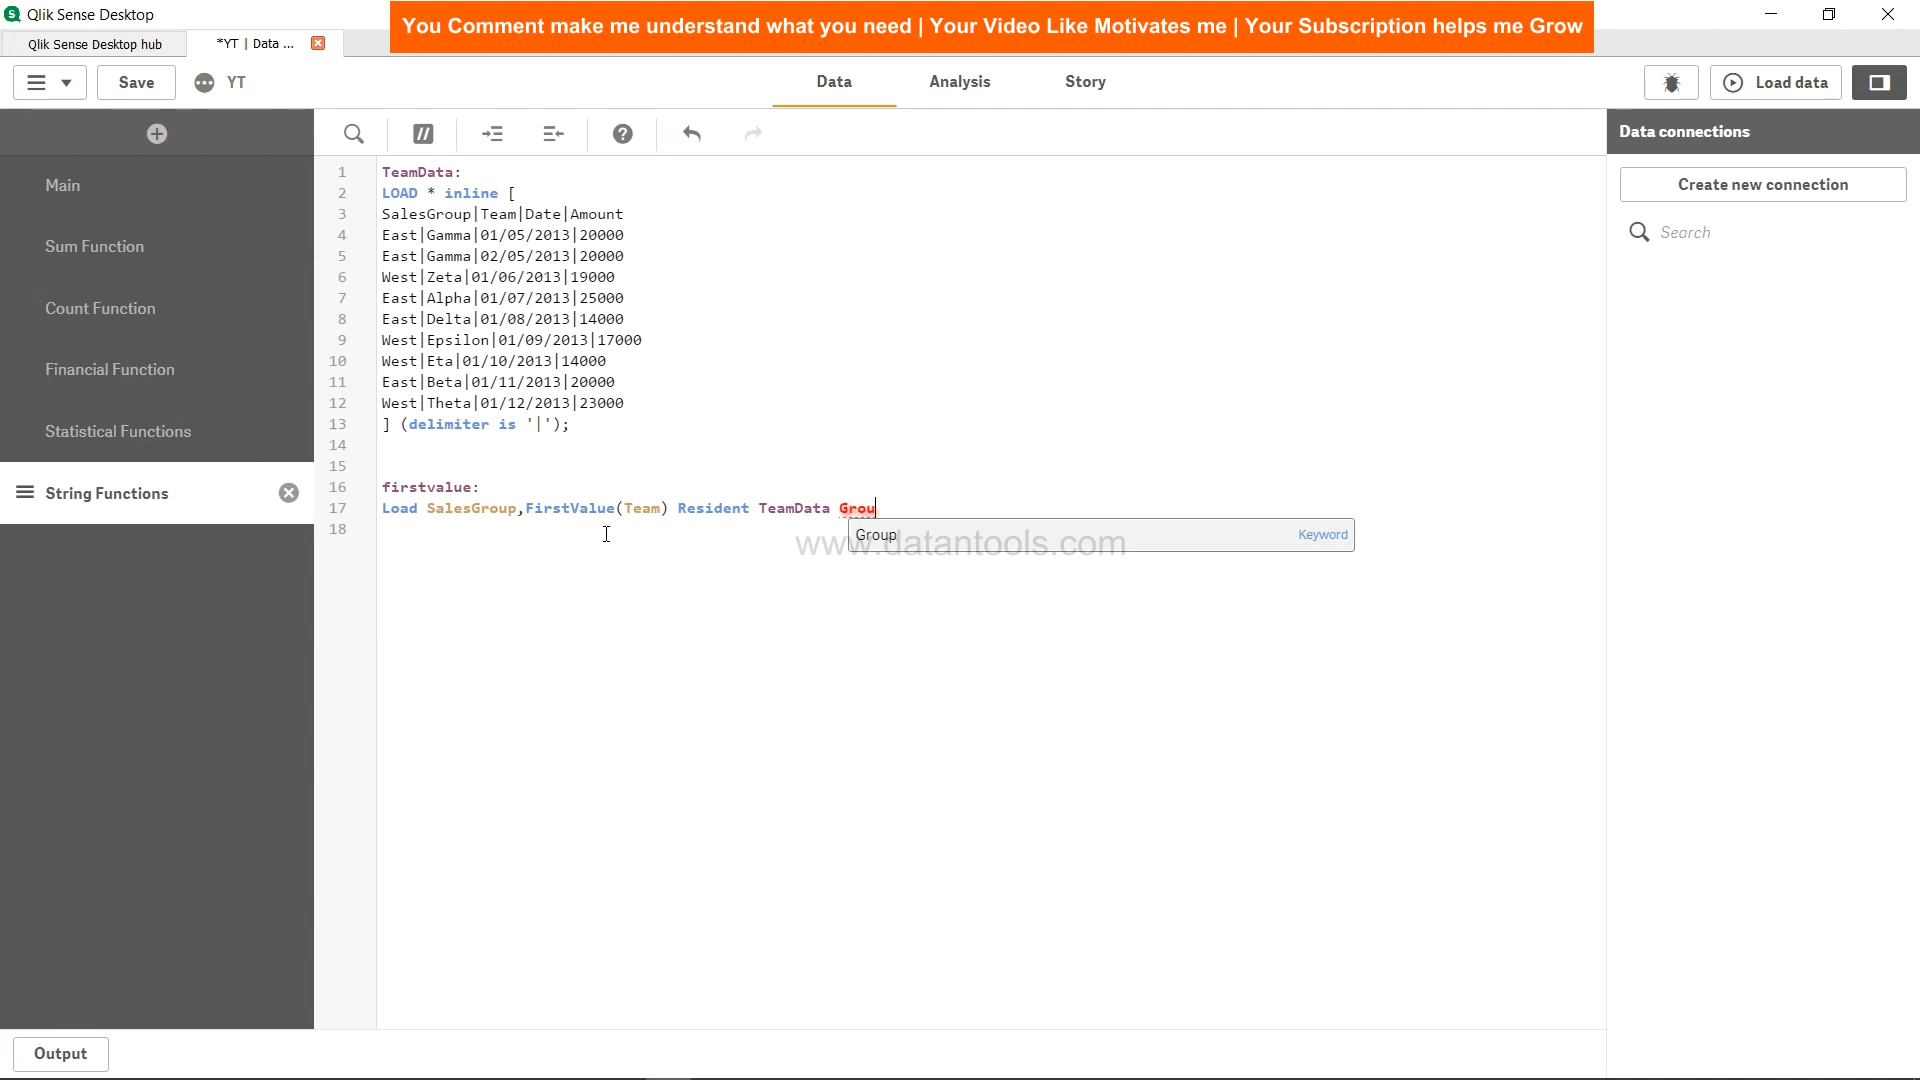 Qlik Sense Desktop
You Comment make me understand what you need | Your Video Like Motivates me | Your Subscription helps me Grow
Qlik Sense Desktop hub
*YT | Data ...
Save
YT
Data
Analysis
Story
Load data
Data connections
Create new connection
Search
Main
Sum Function
Count Function
Financial Function
Statistical Functions
String Functions
1 TeamData:
2 LOAD * inline [
3 SalesGroup|Team|Date|Amount
4 East|Gamma|01/05/2013|20000
5 East|Gamma|02/05/2013|20000
6 West|Zeta|01/06/2013|19000
7 East|Alpha|01/07/2013|25000
8 East|Delta|01/08/2013|14000
9 West|Epsilon|01/09/2013|17000
10 West|Eta|01/10/2013|14000
11 East|Beta|01/11/2013|20000
12 West|Theta|01/12/2013|23000
13 ] (delimiter is '|');
14
15
16 firstvalue:
17 Load SalesGroup,FirstValue(Team) Resident TeamData Grou
18
Group Keyword
www.datantools.com
Output